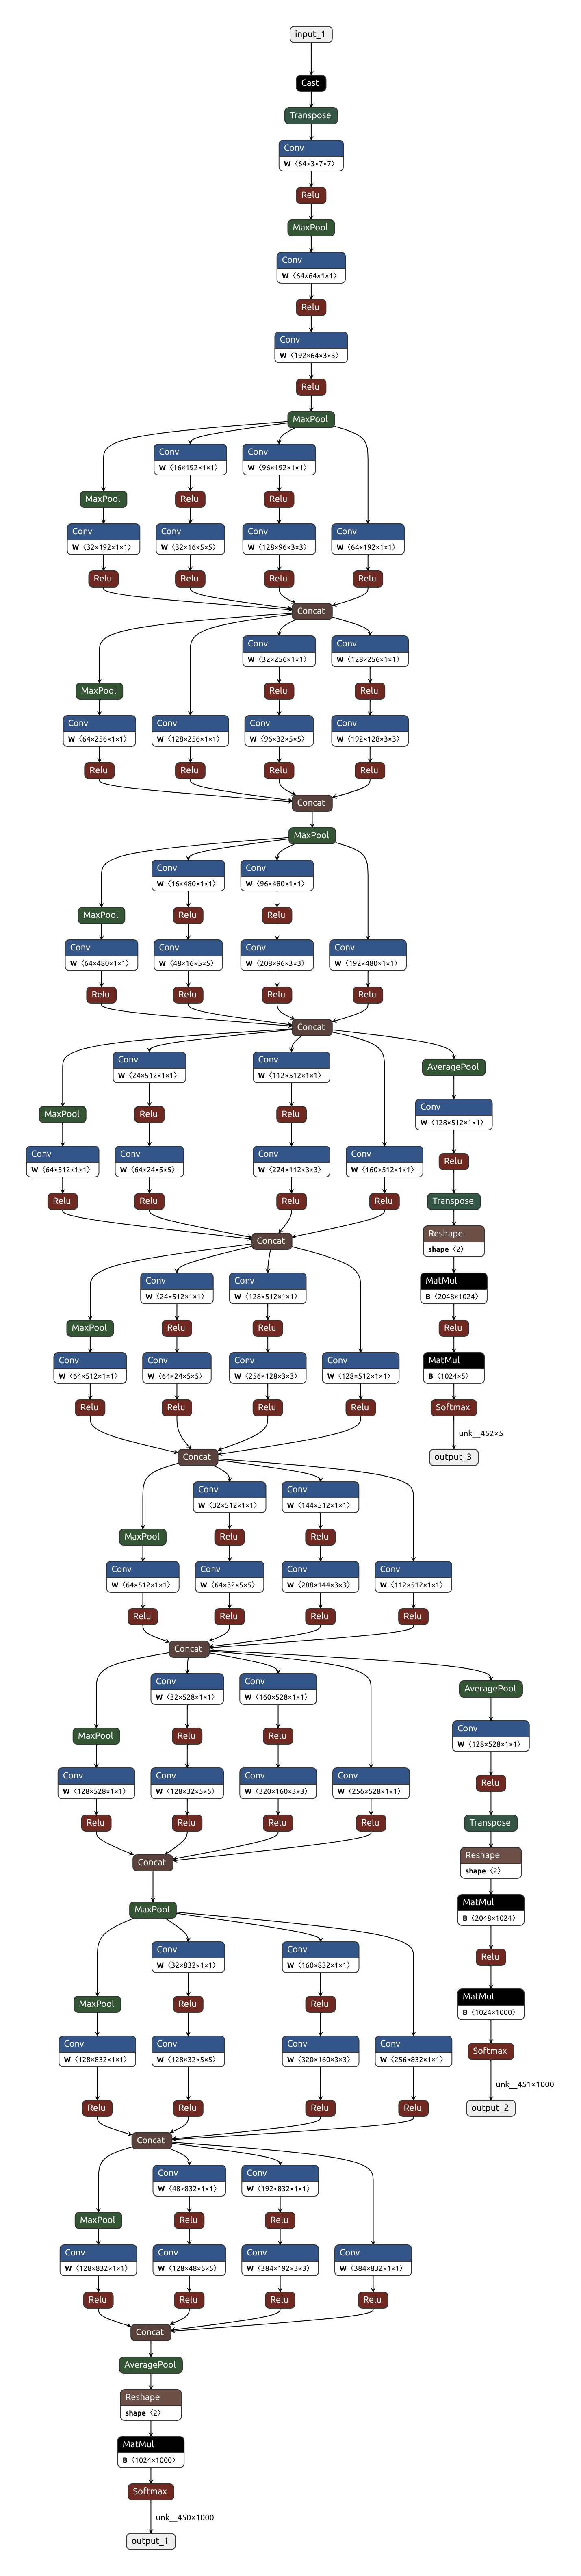 input_1
Cast
Transpose
Conv
W ⟨64×3×7×7⟩
Relu
MaxPool
Conv
W ⟨64×64×1×1⟩
Relu
Conv
W ⟨192×64×3×3⟩
Relu
MaxPool
Conv Conv
W ⟨16×192×1×1⟩ W ⟨96×192×1×1⟩
MaxPool Relu Relu
Conv Conv Conv Conv
W ⟨32×192×1×1⟩ W ⟨32×16×5×5⟩ W ⟨128×96×3×3⟩ W ⟨64×192×1×1⟩
Relu Relu Relu Relu
Concat
Conv Conv
W ⟨32×256×1×1⟩ W ⟨128×256×1×1⟩
MaxPool Relu Relu
Conv Conv Conv Conv
W ⟨64×256×1×1⟩ W ⟨128×256×1×1⟩ W ⟨96×32×5×5⟩ W ⟨192×128×3×3⟩
Relu Relu Relu Relu
Concat
MaxPool
Conv Conv
W ⟨16×480×1×1⟩ W ⟨96×480×1×1⟩
MaxPool Relu Relu
Conv Conv Conv Conv
W ⟨64×480×1×1⟩ W ⟨48×16×5×5⟩ W ⟨208×96×3×3⟩ W ⟨192×480×1×1⟩
Relu Relu Relu Relu
Concat
Conv Conv AveragePool
W ⟨24×512×1×1⟩ W ⟨112×512×1×1⟩
MaxPool Relu Relu Conv
W ⟨128×512×1×1⟩
Conv Conv Conv Conv Relu
W ⟨64×512×1×1⟩ W ⟨64×24×5×5⟩ W ⟨224×112×3×3⟩ W ⟨160×512×1×1⟩
Relu Relu Relu Relu Transpose
Concat Reshape
shape ⟨2⟩
Conv Conv MatMul
W ⟨24×512×1×1⟩ W ⟨128×512×1×1⟩ B ⟨2048×1024⟩
MaxPool Relu Relu Relu
Conv Conv Conv Conv MatMul
W ⟨64×512×1×1⟩ W ⟨64×24×5×5⟩ W ⟨256×128×3×3⟩ W ⟨128×512×1×1⟩ B ⟨1024×5⟩
Relu Relu Relu Relu Softmax
unk__452×5
Concat output_3
Conv Conv
W ⟨32×512×1×1⟩ W ⟨144×512×1×1⟩
MaxPool Relu Relu
Conv Conv Conv Conv
W ⟨64×512×1×1⟩ W ⟨64×32×5×5⟩ W ⟨288×144×3×3⟩ W ⟨112×512×1×1⟩
Relu Relu Relu Relu
Concat
Conv Conv AveragePool
W ⟨32×528×1×1⟩ W ⟨160×528×1×1⟩
MaxPool Relu Relu Conv
W ⟨128×528×1×1⟩
Conv Conv Conv Conv Relu
W ⟨128×528×1×1⟩ W ⟨128×32×5×5⟩ W ⟨320×160×3×3⟩ W ⟨256×528×1×1⟩
Relu Relu Relu Relu Transpose
Concat Reshape
shape ⟨2⟩
MaxPool MatMul
B ⟨2048×1024⟩
Conv Conv Relu
W ⟨32×832×1×1⟩ W ⟨160×832×1×1⟩
MaxPool Relu Relu MatMul
B ⟨1024×1000⟩
Conv Conv Conv Conv Softmax
W ⟨128×832×1×1⟩ W ⟨128×32×5×5⟩ W ⟨320×160×3×3⟩ W ⟨256×832×1×1⟩
unk__451×1000
Relu Relu Relu Relu output_2
Concat
Conv Conv
W ⟨48×832×1×1⟩ W ⟨192×832×1×1⟩
MaxPool Relu Relu
Conv Conv Conv Conv
W ⟨128×832×1×1⟩ W ⟨128×48×5×5⟩ W ⟨384×192×3×3⟩ W ⟨384×832×1×1⟩
Relu Relu Relu Relu
Concat
AveragePool
Reshape
shape ⟨2⟩
MatMul
B ⟨1024×1000⟩
Softmax
unk__450×1000
output_1